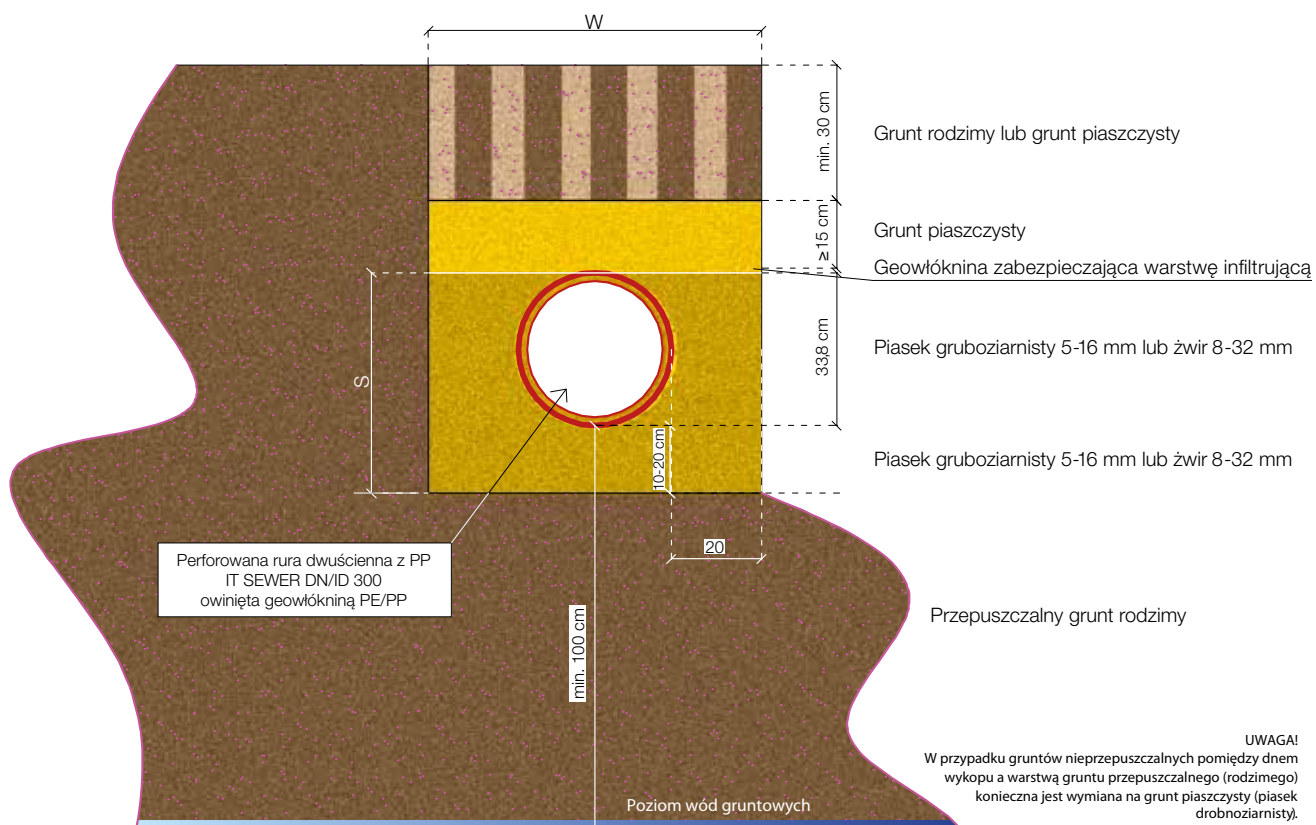 W
min. 30 cm
Grunt rodzimy lub grunt piaszczysty
≥15 cm
Grunt piaszczysty
Geowłóknina zabezpieczająca warstwę infiltrującą
S
33,8 cm
Piasek gruboziarnisty 5-16 mm lub żwir 8-32 mm
10-20 cm
Piasek gruboziarnisty 5-16 mm lub żwir 8-32 mm
20
Perforowana rura dwuścienna z PP
IT SEWER DN/ID 300
owinięta geowłókniną PE/PP
min. 100 cm
Przepuszczalny grunt rodzimy
UWAGA!
W przypadku gruntów nieprzepuszczalnych pomiędzy dnem
wykopu a warstwą gruntu przepuszczalnego (rodzimego)
konieczna jest wymiana na grunt piaszczysty (piasek
drobnoziarnisty).
Poziom wód gruntowych